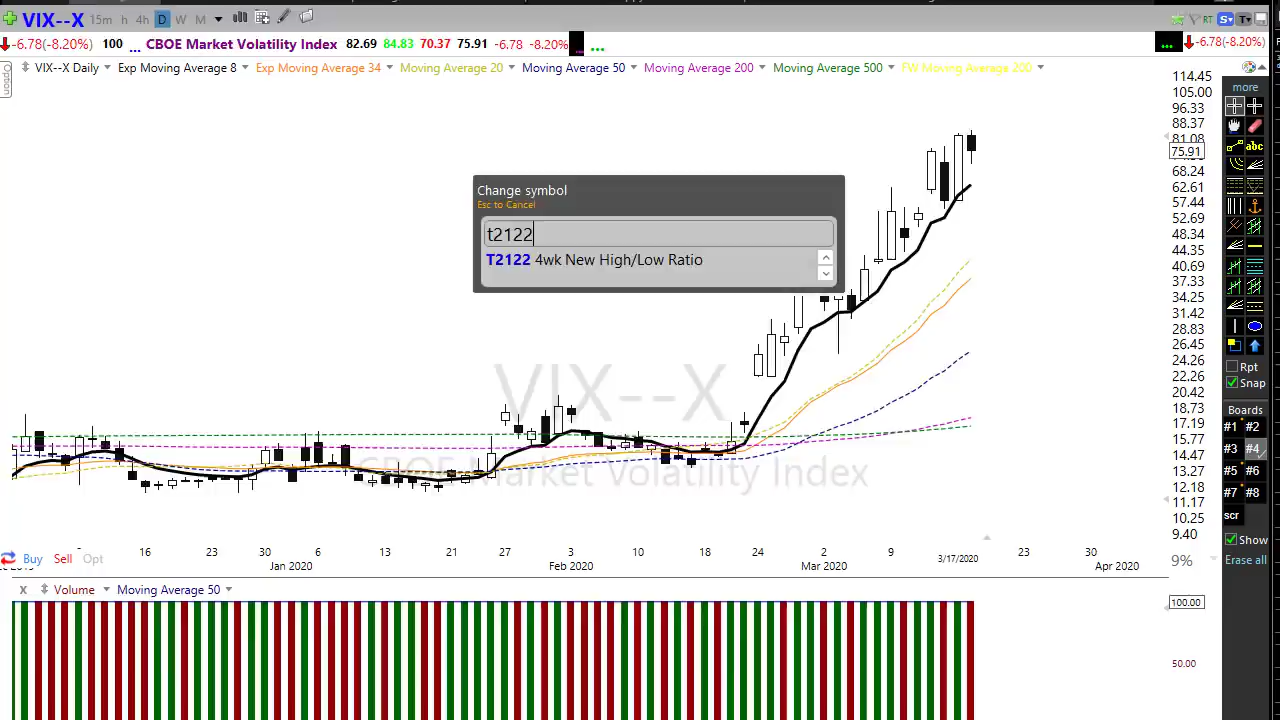 VIX--X 15m h 4h D W M RT S T
-6.78(-8.20%) 100 ... CBOE Market Volatility Index 82.69 84.83 70.37 75.91 -6.78 -8.20% ... ... -6.78(-8.20%)
Option
VIX--X Daily Exp Moving Average 8 Exp Moving Average 34 Moving Average 20 Moving Average 50 Moving Average 200 Moving Average 500 FW Moving Average 200
114.45
105.00
96.33
88.37
81.08
75.91
68.24
62.61
57.44
52.69
48.34
44.35
40.69
37.33
34.25
31.42
28.83
26.45
24.26
22.26
20.42
18.73
17.19
15.77
14.47
13.27
12.18
11.17
10.25
9.40
more
abc
Rpt
Snap
Boards
#1 #2
#3 #4
#5 #6
#7 #8
scr
Show
Erase all
Change symbol
Esc to Cancel
t2122
T2122 4wk New High/Low Ratio
VIX--X
CBOE Market Volatility Index
16 23 30 6 13 21 27 3 10 18 24 2 9 3/17/2020 23 30
Jan 2020 Feb 2020 Mar 2020 Apr 2020
Buy Sell Opt
9%
X Volume Moving Average 50
100.00
50.00